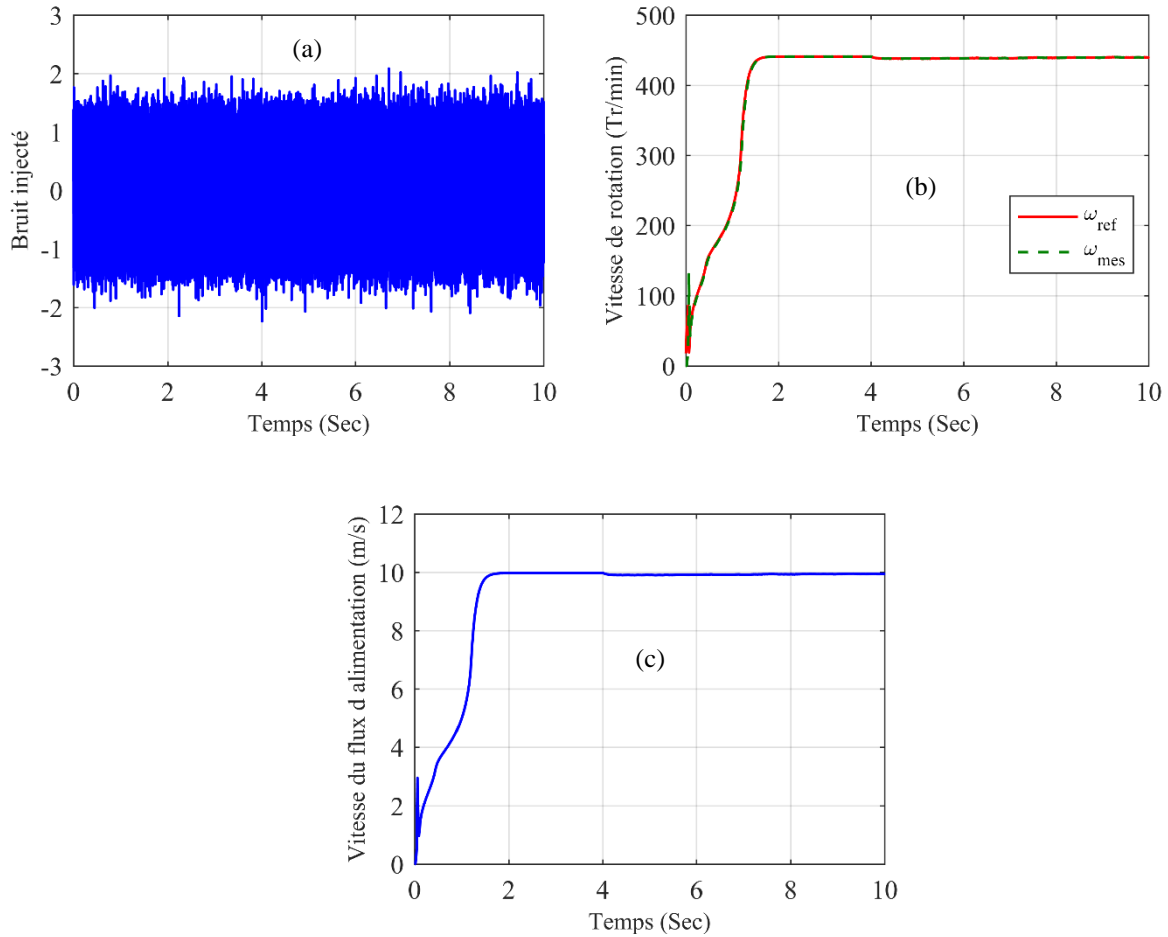 (a)
Bruit injecté
3
2
1
0
-1
-2
-3
0 2 4 6 8 10
Temps (Sec)
(b)
Vitesse de rotation (Tr/min)
500
400
300
200
100
0
ω_ref
ω_mes
0 2 4 6 8 10
Temps (Sec)
(c)
Vitesse du flux d alimentation (m/s)
12
10
8
6
4
2
0
0 2 4 6 8 10
Temps (Sec)